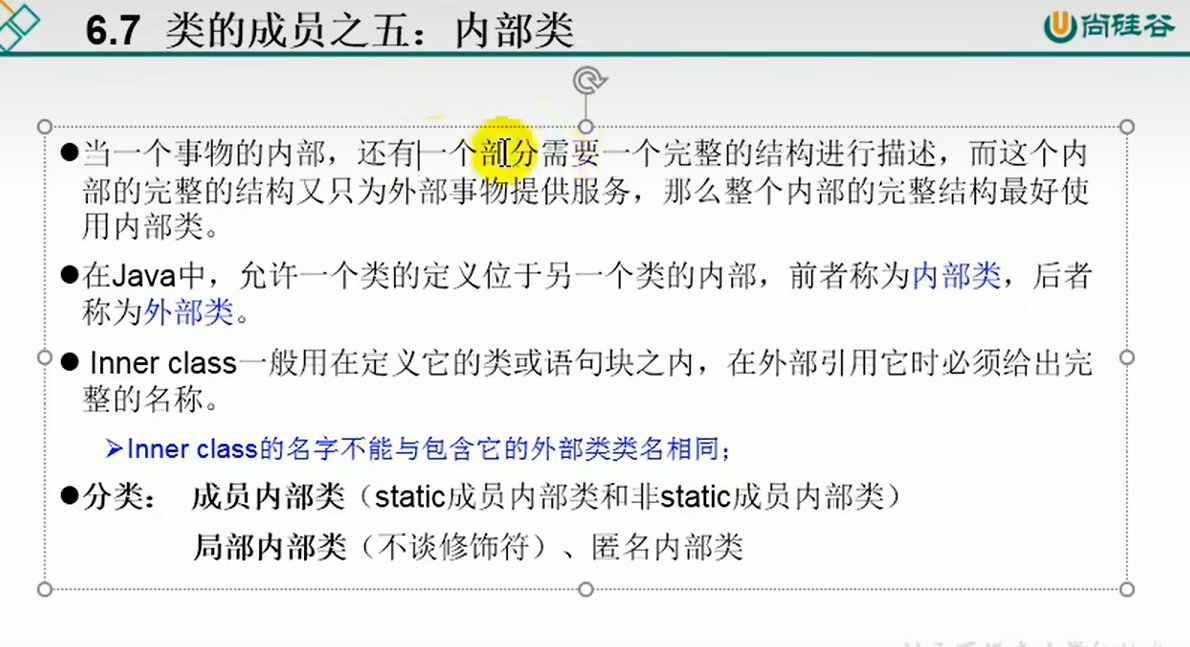 6.7 类的成员之五：内部类
尚硅谷
●当一个事物的内部，还有一个部分需要一个完整的结构进行描述，而这个内
部的完整的结构又只为外部事物提供服务，那么整个内部的完整结构最好使
用内部类。
●在Java中，允许一个类的定义位于另一个类的内部，前者称为内部类，后者
称为外部类。
● Inner class一般用在定义它的类或语句块之内，在外部引用它时必须给出完
整的名称。
➢Inner class的名字不能与包含它的外部类类名相同；
●分类： 成员内部类（static成员内部类和非static成员内部类）
局部内部类（不谈修饰符）、匿名内部类